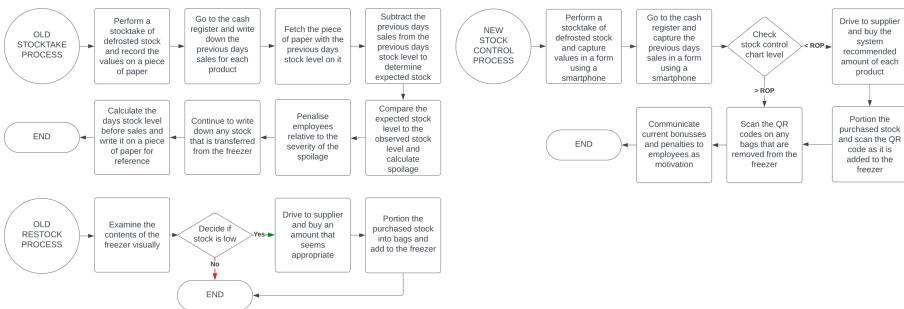 OLD
STOCKTAKE
PROCESS
Perform a
stocktake of
defrosted stock
and record the
values on a piece
of paper
Go to the cash
register and write
down the
previous days
sales for each
product
Fetch the piece
of paper with the
previous days
stock level on it
Subtract the
previous days
sales from the
previous days
stock level to
determine
expected stock
Compare the
expected stock
level to the
observed stock
level and
calculate
spoilage
Penalise
employees
relative to the
severity of the
spoilage
Continue to write
down any stock
that is transferred
from the freezer
Calculate the
days stock level
before sales and
write it on a piece
of paper for
reference
END
OLD
RESTOCK
PROCESS
Examine the
contents of the
freezer visually
Decide if
stock is low
Yes
No
Drive to supplier
and buy an
amount that
seems
appropriate
Portion the
purchased stock
into bags and
add to the freezer
END
NEW
STOCK
CONTROL
PROCESS
Perform a
stocktake of
defrosted stock
and capture
values in a form
using a
smartphone
Go to the cash
register and
capture the
previous days
sales in a form
using a
smartphone
Check
stock control
chart level
< ROP
> ROP
Drive to supplier
and buy the
system
recommended
amount of each
product
Portion the
purchased stock
and scan the QR
code as it is
added to the
freezer
Scan the QR
codes on any
bags that are
removed from the
freezer
Communicate
current bonusses
and penalties to
employees as
motivation
END